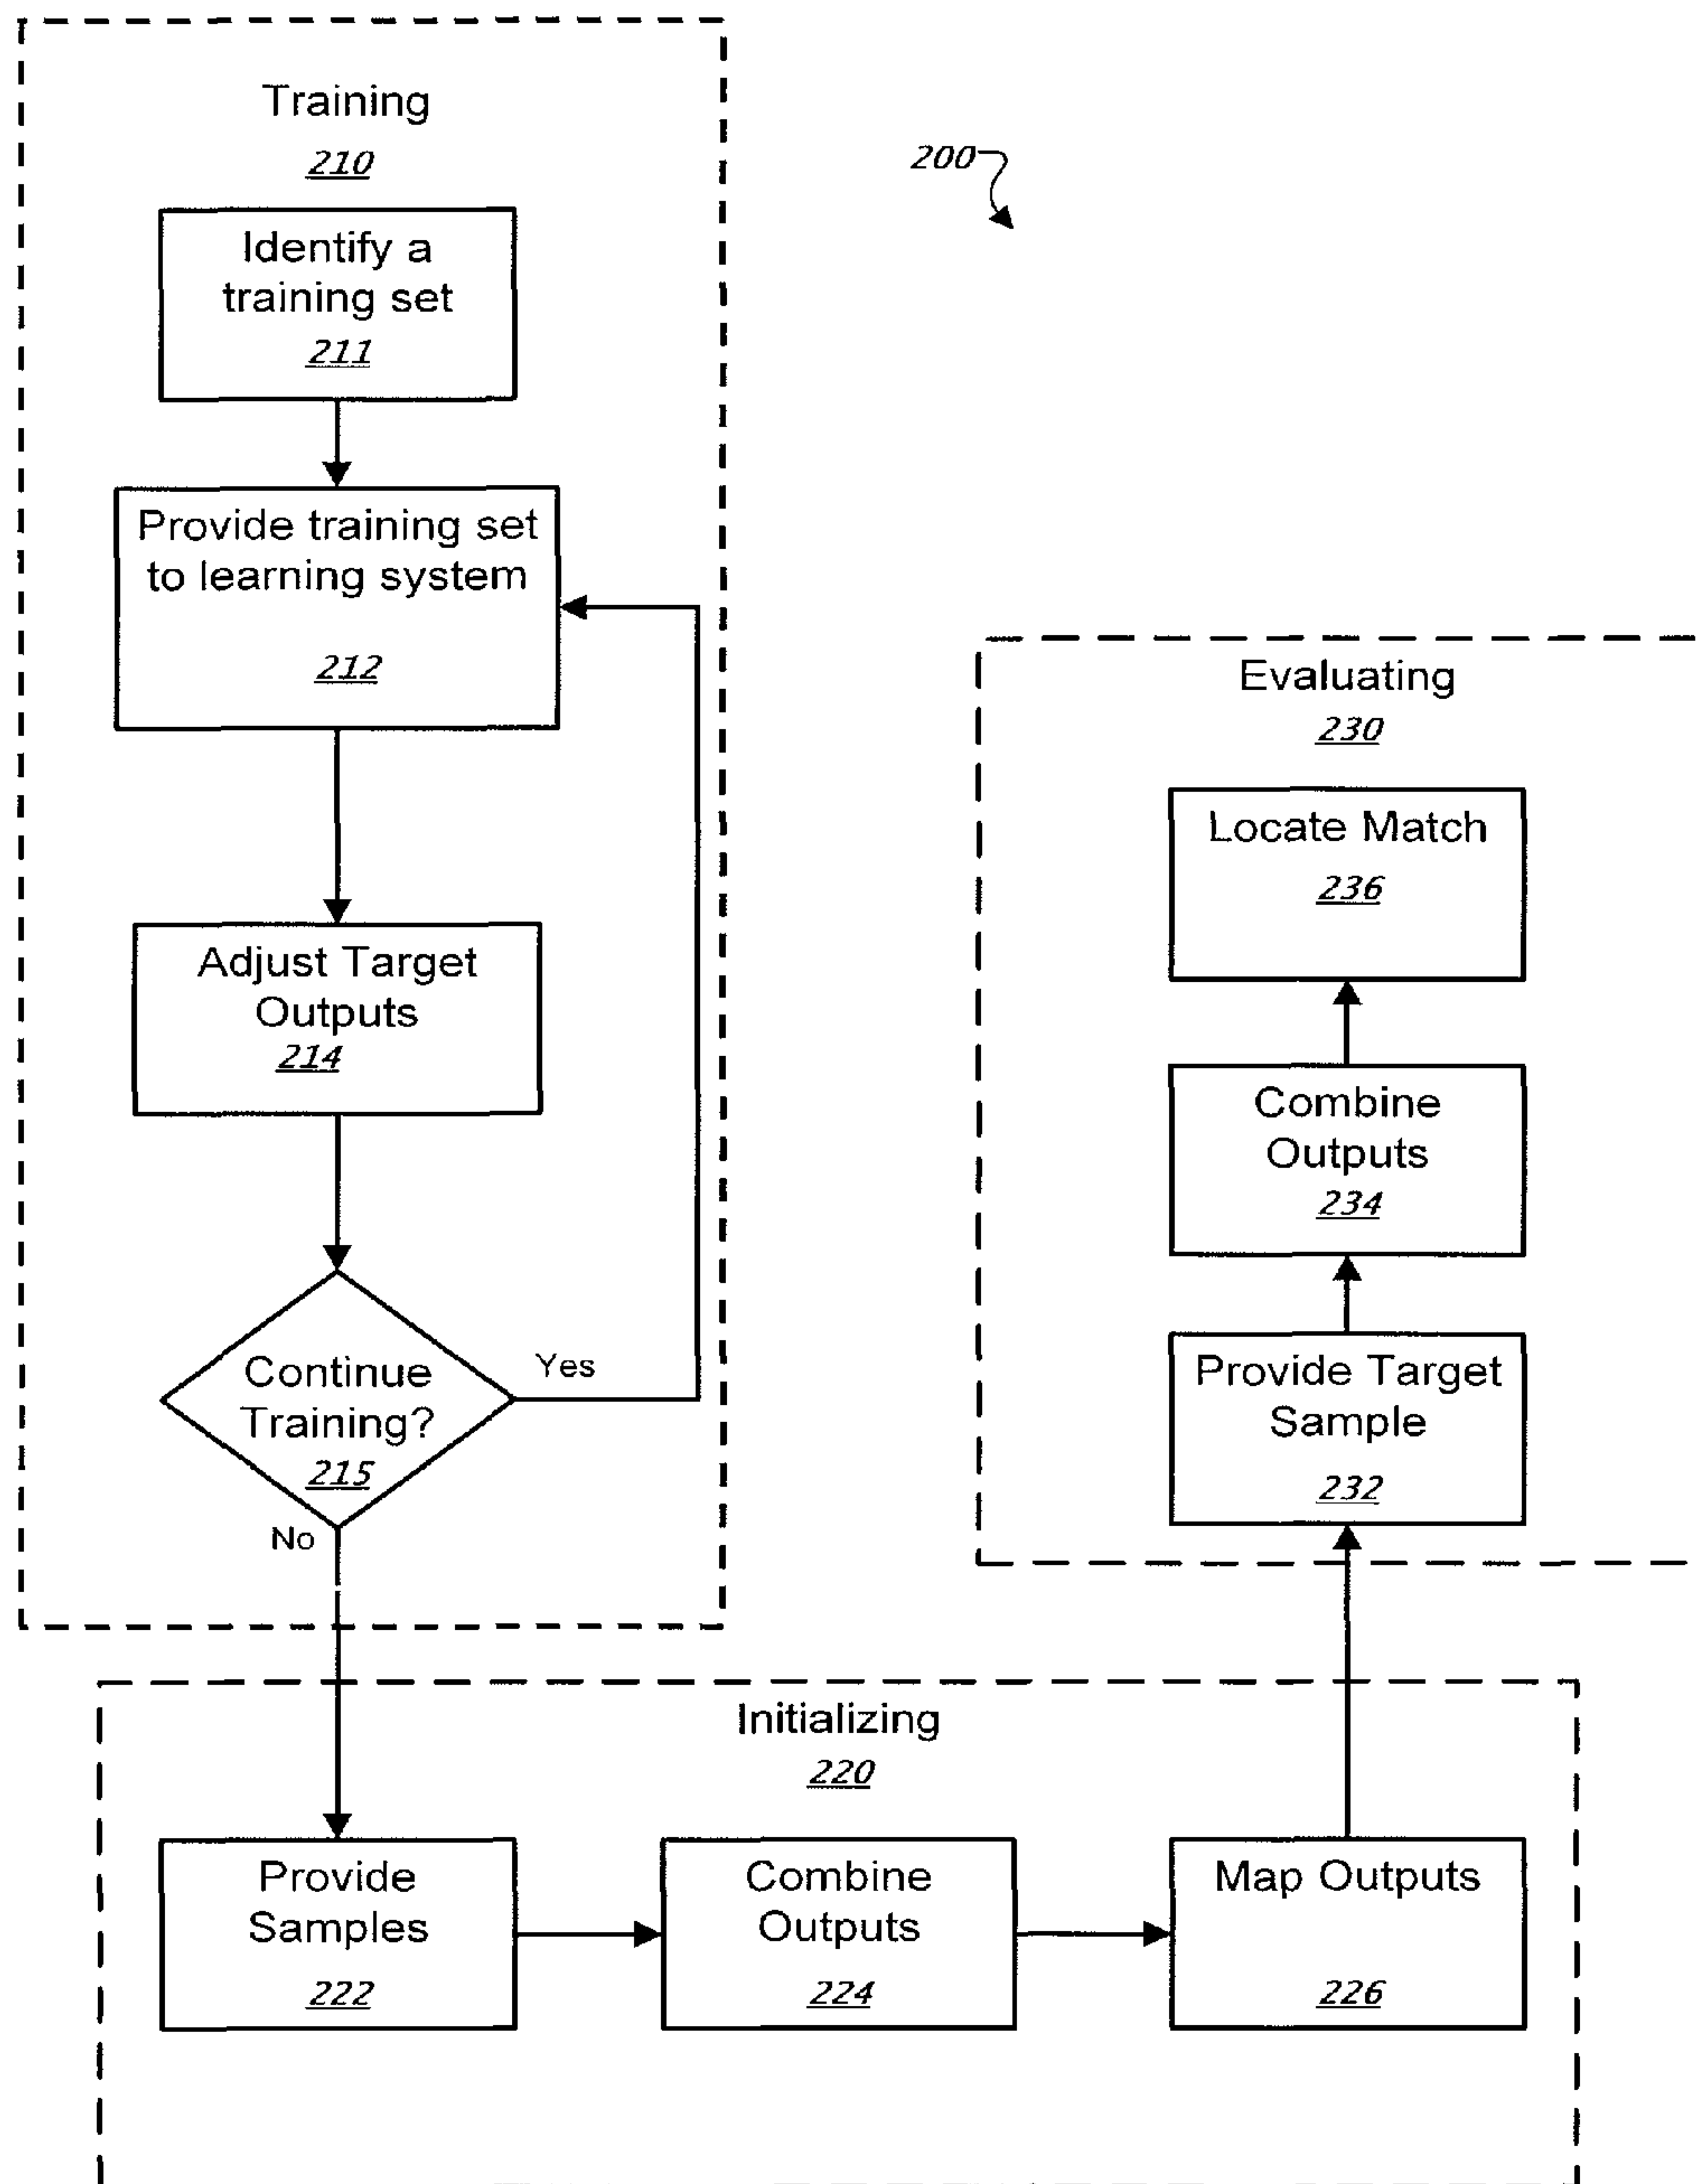 Training
210
Identify a
training set
211
Provide training set
to learning system
212
Adjust Target
Outputs
214
Continue
Training?
215
Yes
No
200
Initializing
220
Provide
Samples
222
Combine
Outputs
224
Map Outputs
226
Evaluating
230
Locate Match
236
Combine
Outputs
234
Provide Target
Sample
232